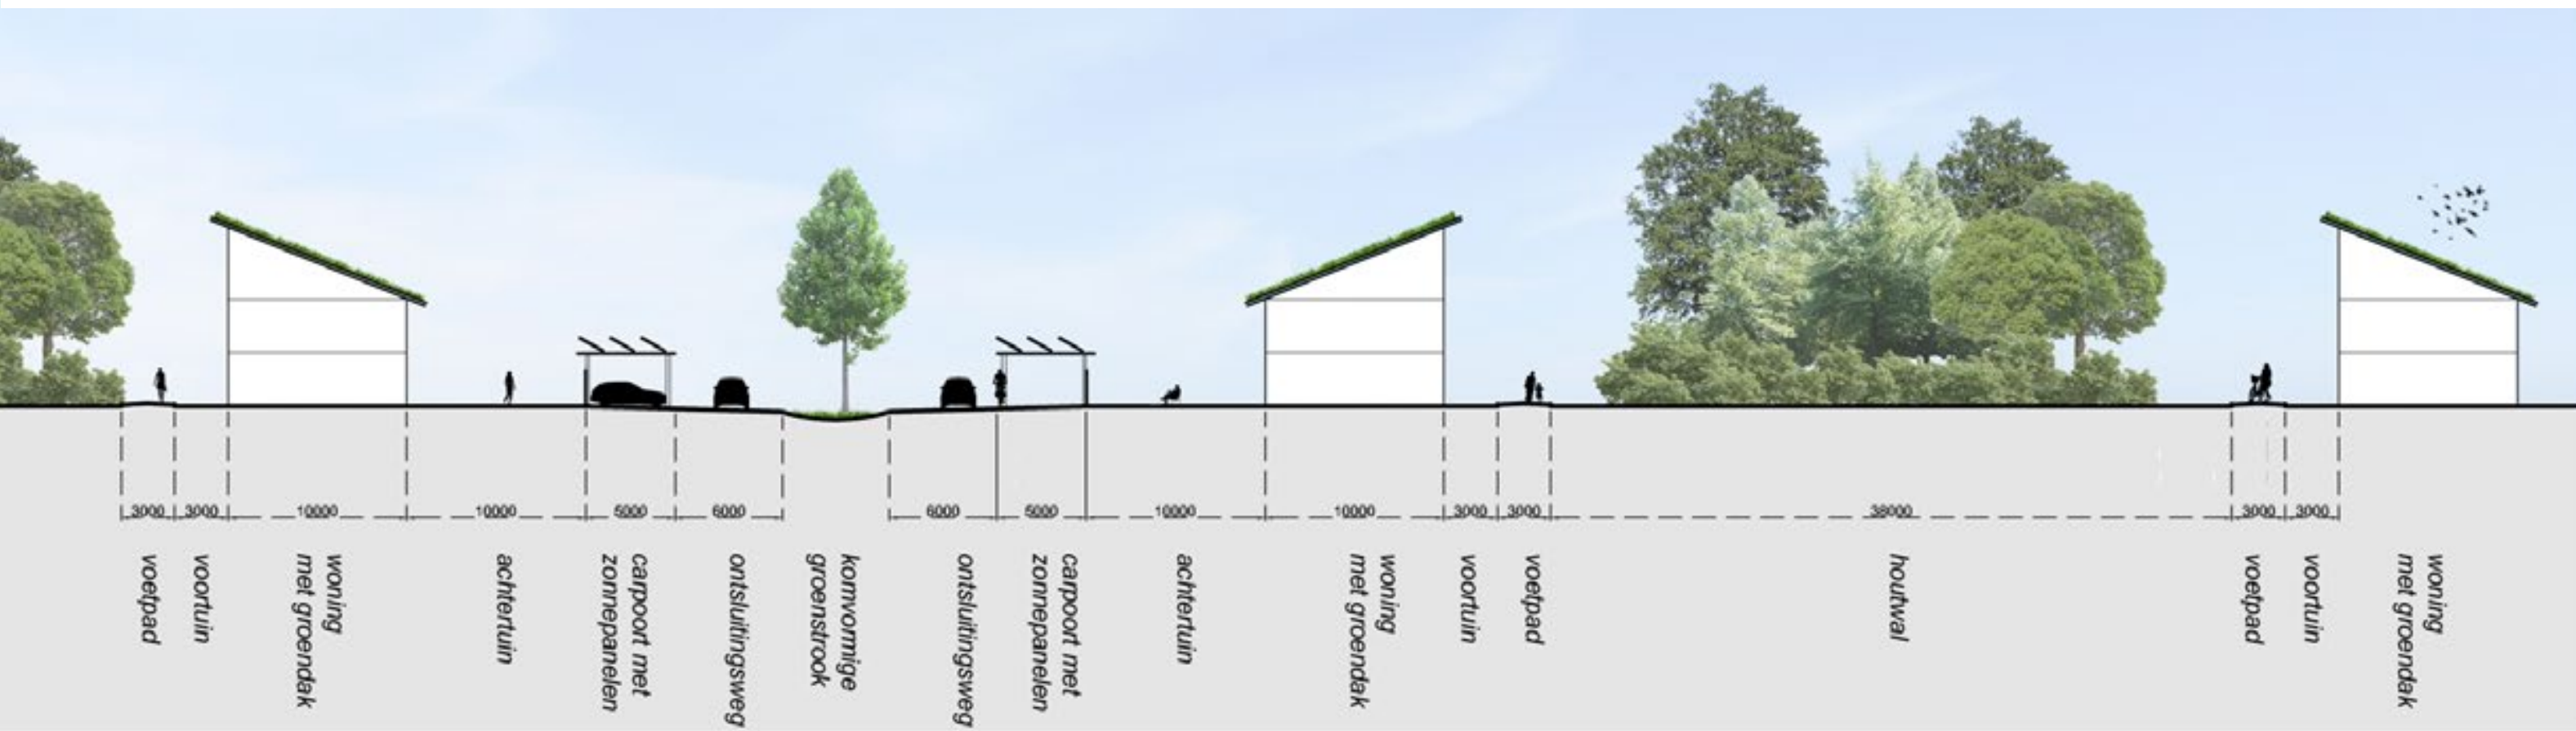 3000
3000
10000
10000
5000
6000
6000
5000
10000
10000
3000
3000
38000
3000
3000
voetpad
voortuin
woning
met groendak
achtertuin
carport met
zonnepanelen
ontsluitingsweg
komvormige
groenstrook
ontsluitingsweg
carport met
zonnepanelen
achtertuin
woning
met groendak
voortuin
voetpad
houtwal
voetpad
voortuin
woning
met groendak